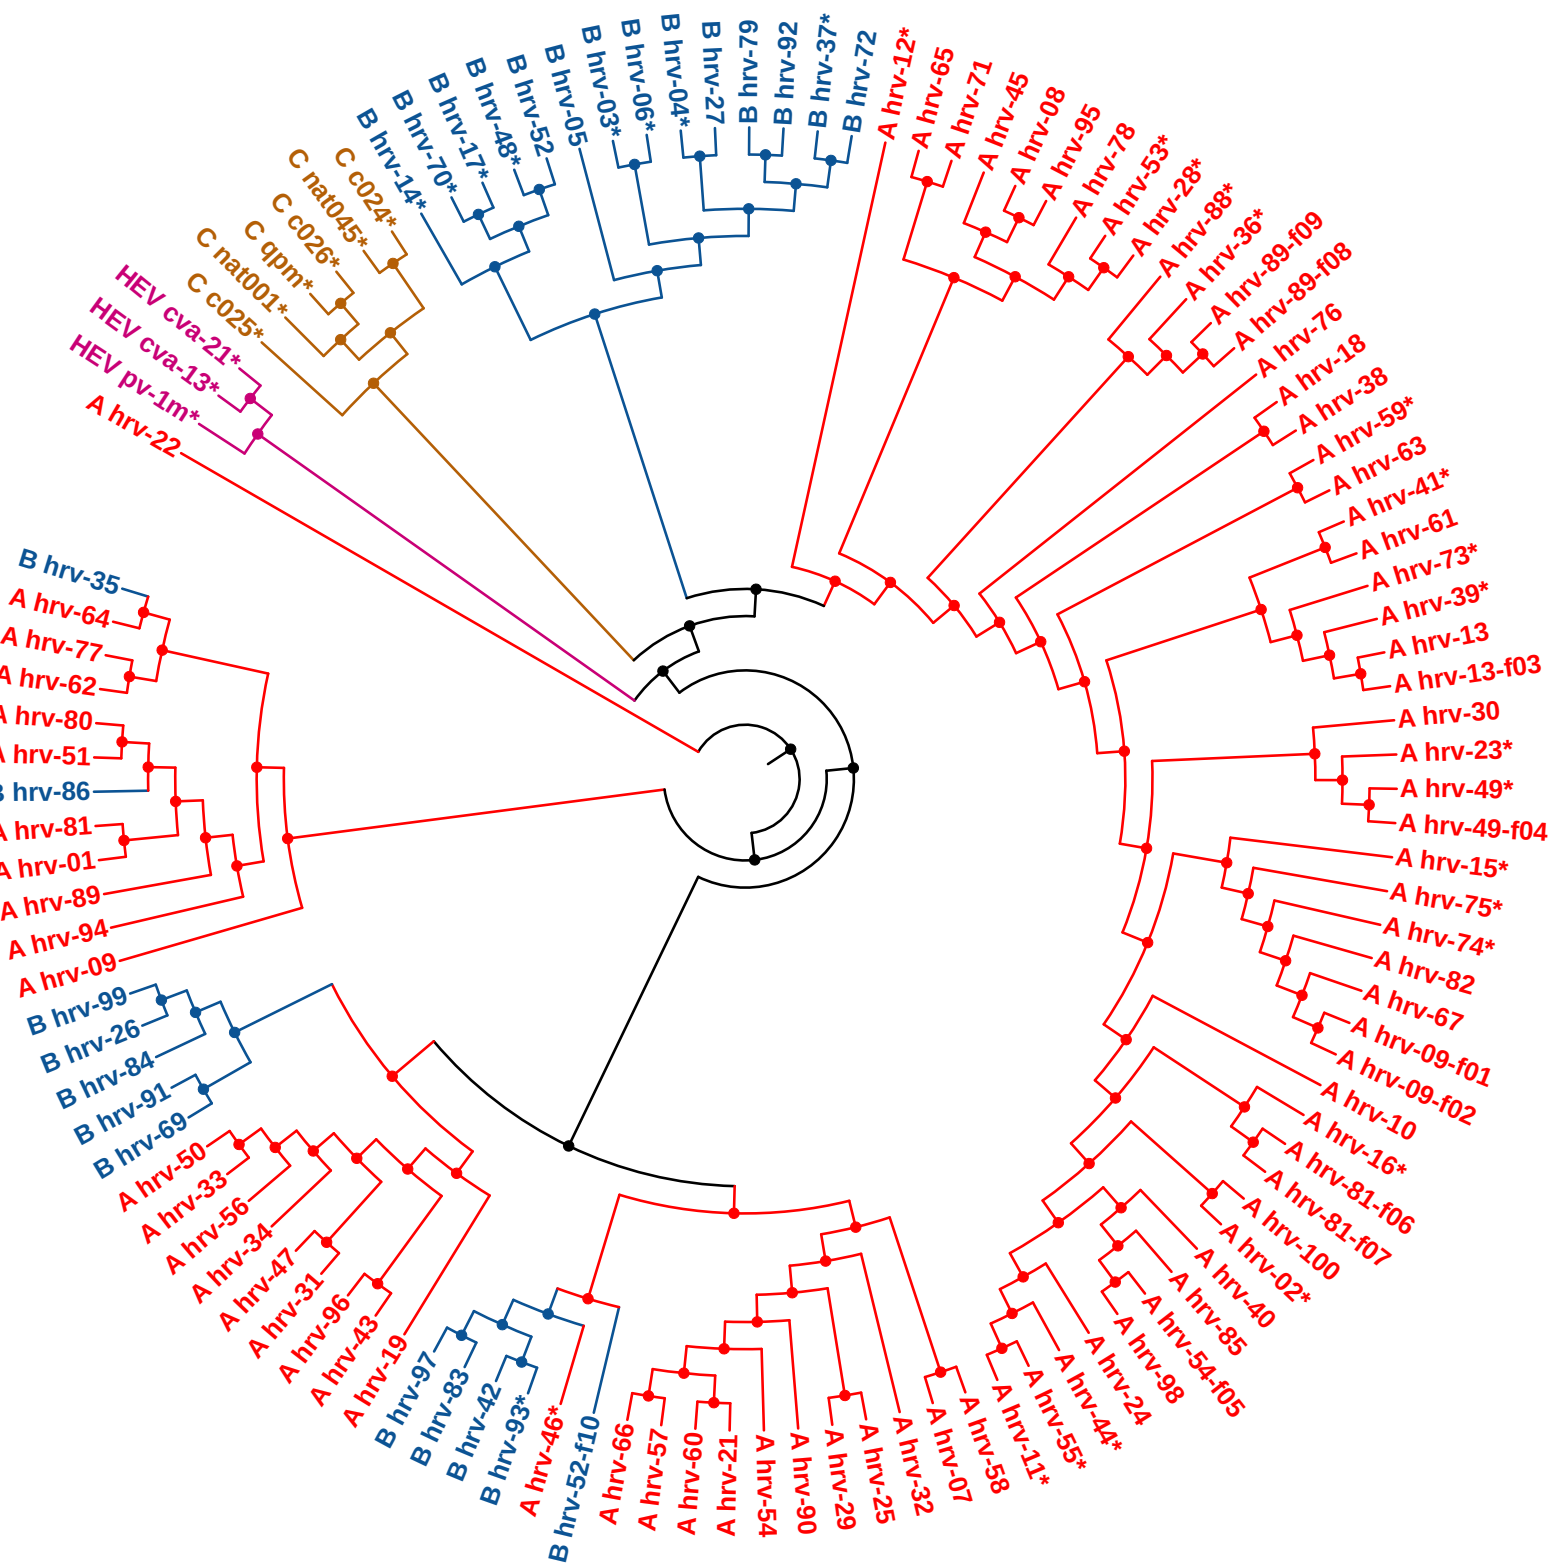 B hrv-14*
B hrv-70*
B hrv-17*
B hrv-48*
B hrv-52
B hrv-05
B hrv-03*
B hrv-06*
B hrv-04*
B hrv-27
B hrv-79
B hrv-92
B hrv-37*
B hrv-72
A hrv-12*
A hrv-65
A hrv-71
A hrv-45
A hrv-08
A hrv-95
A hrv-78
A hrv-53*
A hrv-28*
A hrv-88*
A hrv-36*
A hrv-89-f09
A hrv-89-f08
A hrv-76
A hrv-18
A hrv-38
A hrv-59*
A hrv-63
A hrv-41*
A hrv-61
A hrv-73*
A hrv-39*
A hrv-13
A hrv-13-f03
A hrv-30
A hrv-23*
A hrv-49*
A hrv-49-f04
A hrv-15*
A hrv-75*
A hrv-74*
A hrv-82
A hrv-67
A hrv-09-f01
A hrv-09-f02
A hrv-10
A hrv-16*
A hrv-81-f06
A hrv-81-f07
A hrv-100
A hrv-02*
A hrv-40
A hrv-85
A hrv-54-f05
A hrv-98
A hrv-24
A hrv-44*
A hrv-55*
A hrv-11*
A hrv-58
A hrv-07
A hrv-32
A hrv-25
A hrv-29
A hrv-90
A hrv-54
A hrv-21
A hrv-60
A hrv-57
A hrv-66
B hrv-52-f10
A hrv-46*
B hrv-93*
B hrv-42
B hrv-83
B hrv-97
A hrv-19
A hrv-43
A hrv-96
A hrv-31
A hrv-47
A hrv-34
A hrv-56
A hrv-33
A hrv-50
B hrv-69
B hrv-91
B hrv-84
B hrv-26
B hrv-99
A hrv-09
A hrv-94
A hrv-89
A hrv-01
A hrv-81
B hrv-86
A hrv-51
A hrv-80
A hrv-62
A hrv-77
A hrv-64
B hrv-35
A hrv-22
HEV pv-1m*
HEV cva-13*
HEV cva-21*
C c025*
C nat001*
C qpm*
C c026*
C nat045*
C c024*